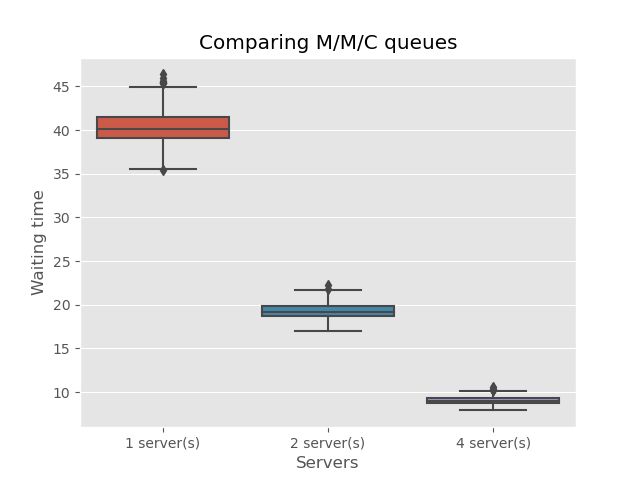 Comparing M/M/C queues
Waiting time
45
40
35
30
25
20
15
10
1 server(s)
2 server(s)
4 server(s)
Servers